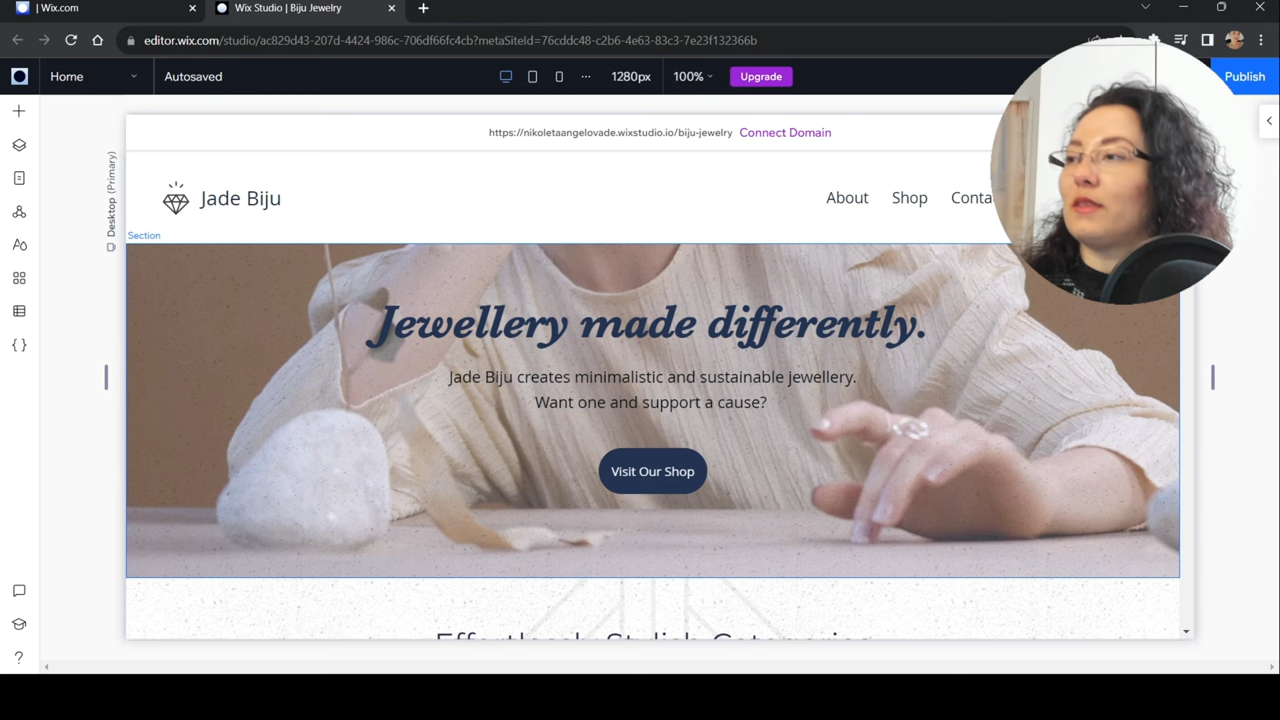 | Wix.com
Wix Studio | Biju Jewelry
editor.wix.com/studio/ac829d43-207d-4424-986c-706df66fc4cb?metaSiteId=76cddc48-c2b6-4e63-83c3-7e23f132366b
Home
Autosaved
1280px
100%
Upgrade
Publish
https://nikoletaangelovade.wixstudio.io/biju-jewelry
Connect Domain
Desktop (Primary)
Jade Biju
About
Shop
Section
Jewellery made differently.
Jade Biju creates minimalistic and sustainable jewellery.
Want one and support a cause?
Visit Our Shop